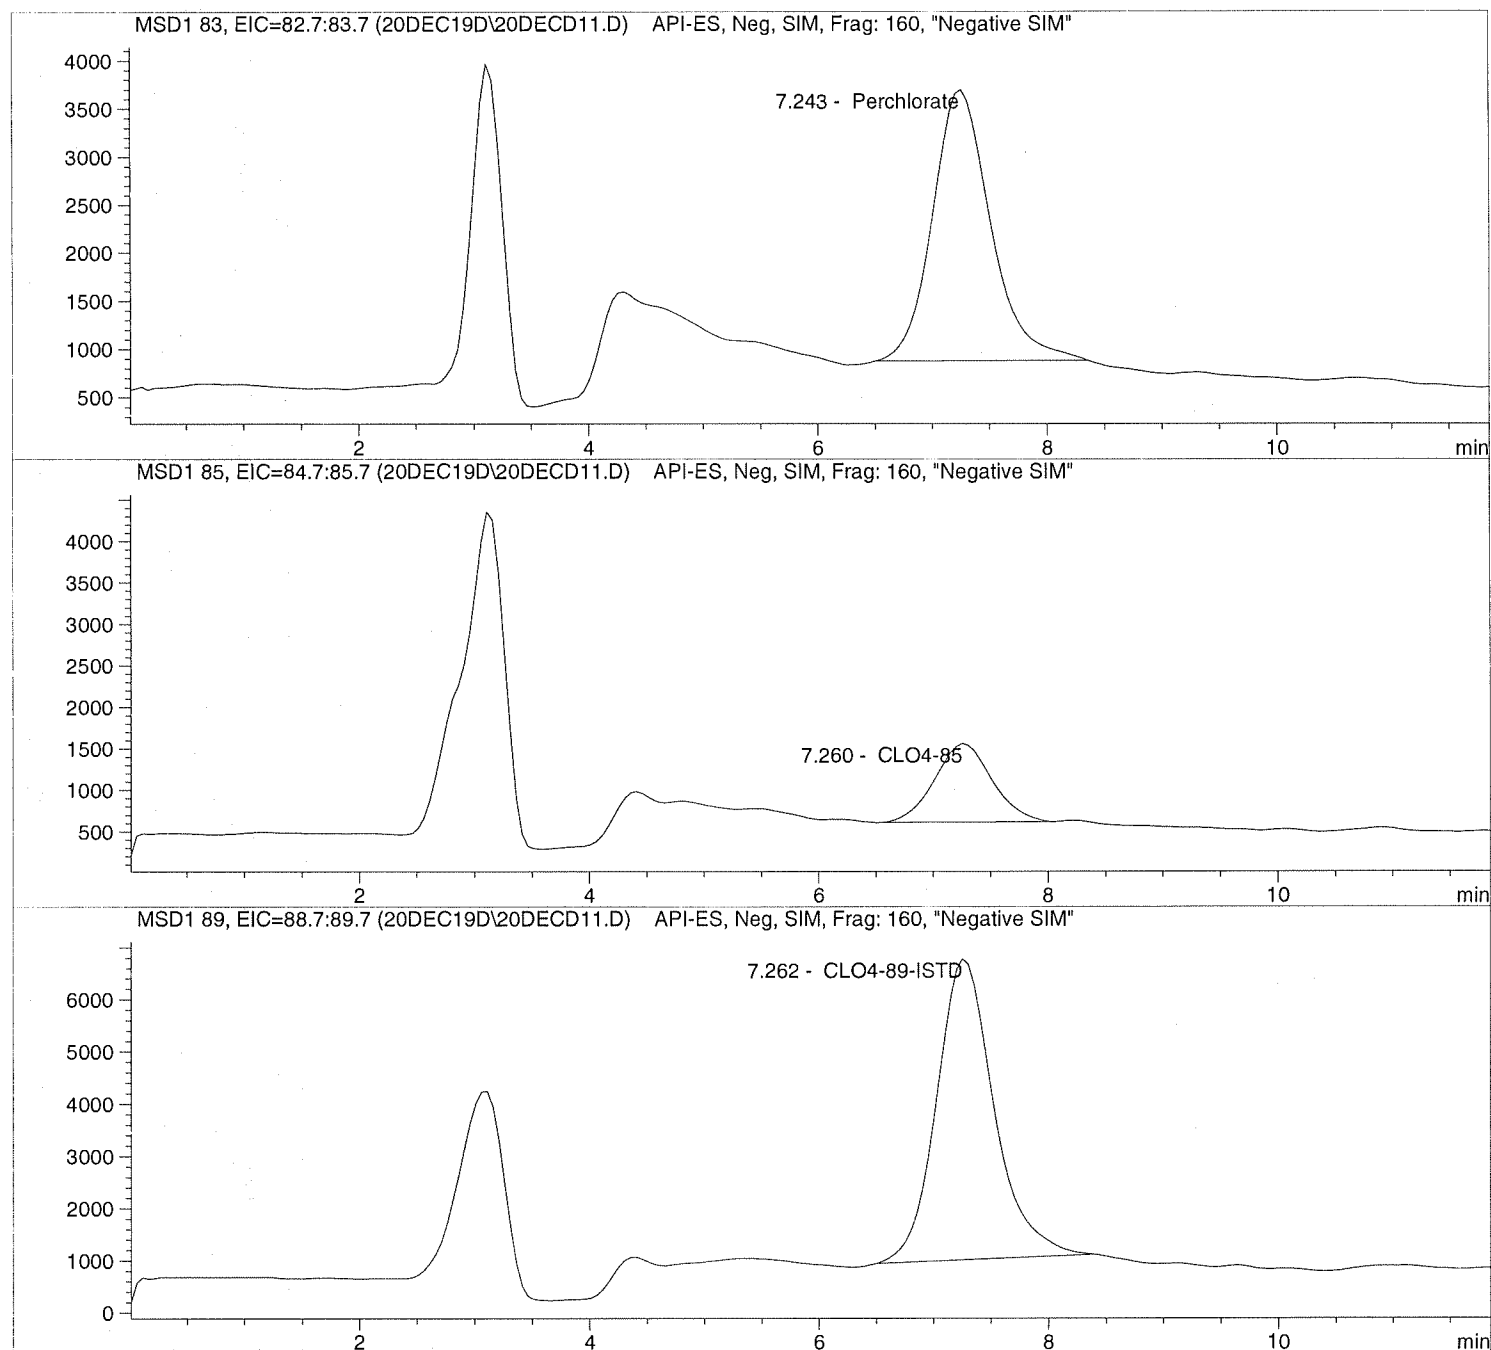 MSD1 83, EIC=82.7:83.7 (20DEC19D\20DECD11.D) API-ES, Neg, SIM, Frag: 160, "Negative SIM"
4000
7.243 - Perchlorate
3500
3000
2500
2000
1500
1000
500
2 4 6 8 10 min
MSD1 85, EIC=84.7:85.7 (20DEC19D\20DECD11.D) API-ES, Neg, SIM, Frag: 160, "Negative SIM"
4000
3500
3000
2500
2000
1500
7.260 - CLO4-85
1000
500
2 4 6 8 10 min
MSD1 89, EIC=88.7:89.7 (20DEC19D\20DECD11.D) API-ES, Neg, SIM, Frag: 160, "Negative SIM"
7.262 - CLO4-89-ISTD
6000
5000
4000
3000
2000
1000
0
2 4 6 8 10 min